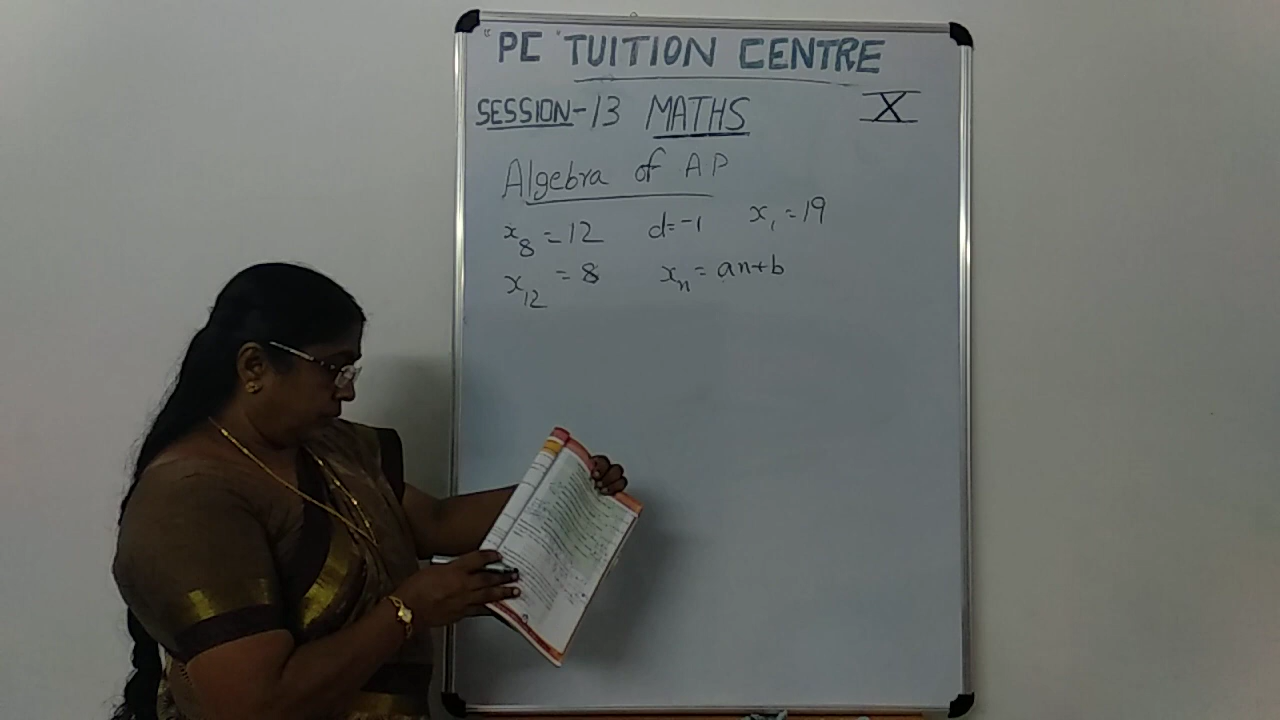 PC TUITION CENTRE
SESSION-13 MATHS X
Algebra of AP
x₈ = 12 d=-1 x₁ = 19
x₁₂ = 8 xₙ = an+b